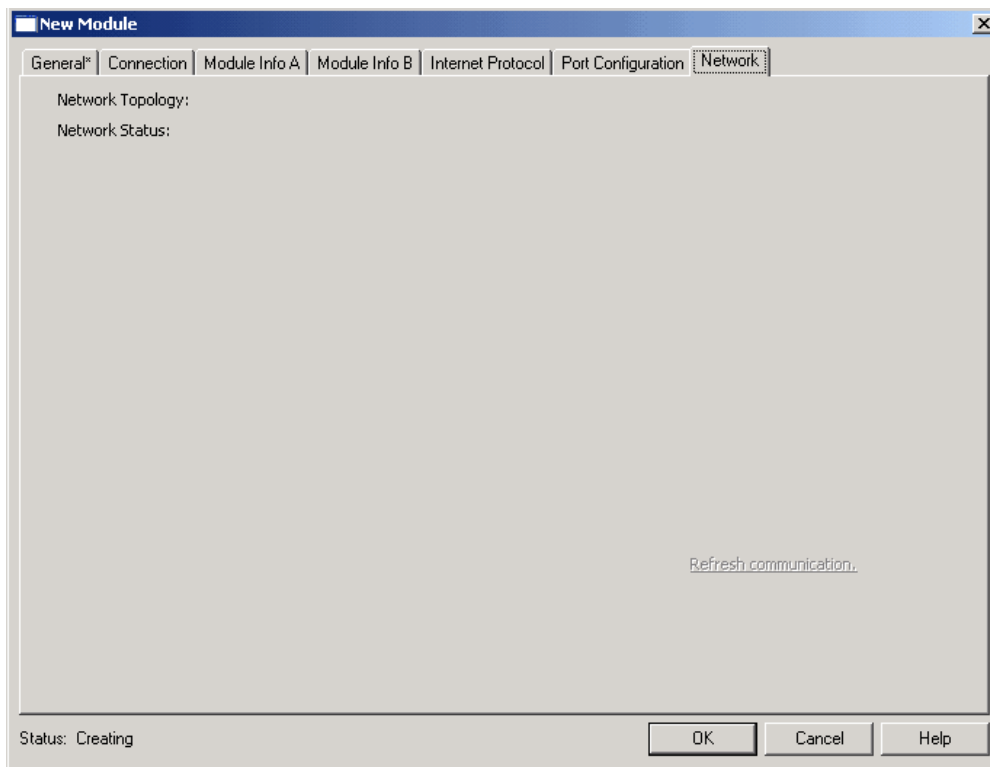 New Module
General* Connection Module Info A Module Info B Internet Protocol Port Configuration Network
Network Topology:
Network Status:
Refresh communication.
Status: Creating OK Cancel Help